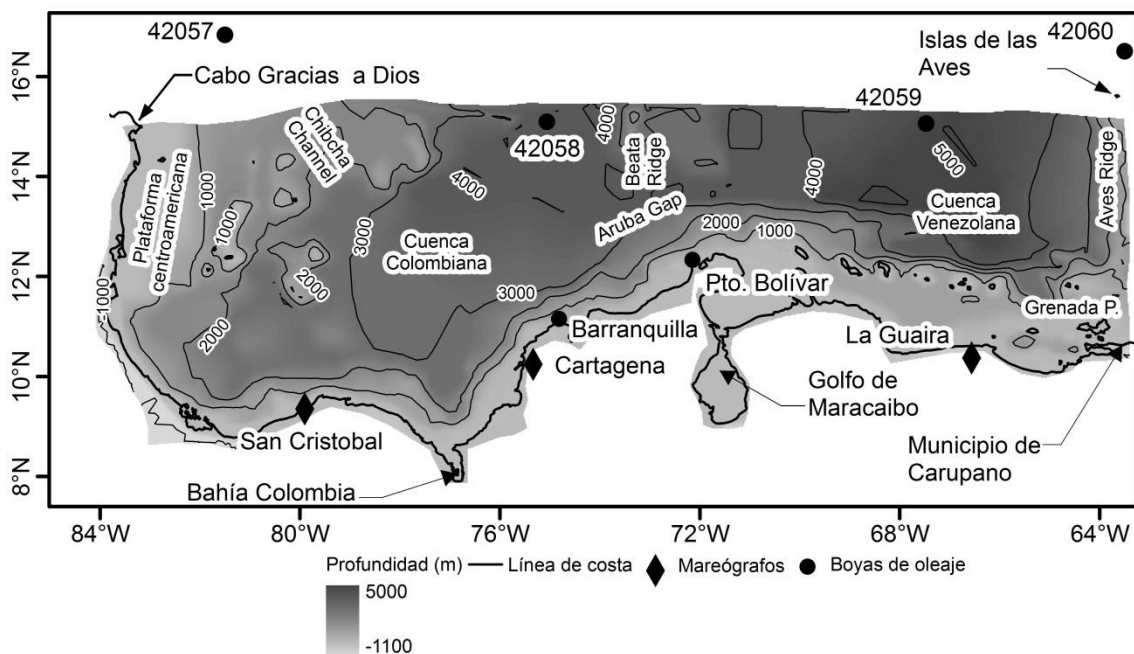 42057
Cabo Gracias a Dios
Islas de las
Aves
42060
42059
42058
Chibcha
Channel
Plataforma
centroamericana
Beata
Ridge
Aruba Gap
Aves Ridge
Cuenca
Colombiana
Cuenca
Venezolana
Grenada P.
1000
1000
2000
2000
3000
4000
4000
4000
5000
2000
1000
3000
-1000
Pto. Bolívar
Barranquilla
Cartagena
La Guaira
Golfo de
Maracaibo
San Cristobal
Bahía Colombia
Municipio de
Carupano
16°N
14°N
12°N
10°N
8°N
84°W
80°W
76°W
72°W
68°W
64°W
Profundidad (m)
Línea de costa
Mareógrafos
Boyas de oleaje
5000
-1100